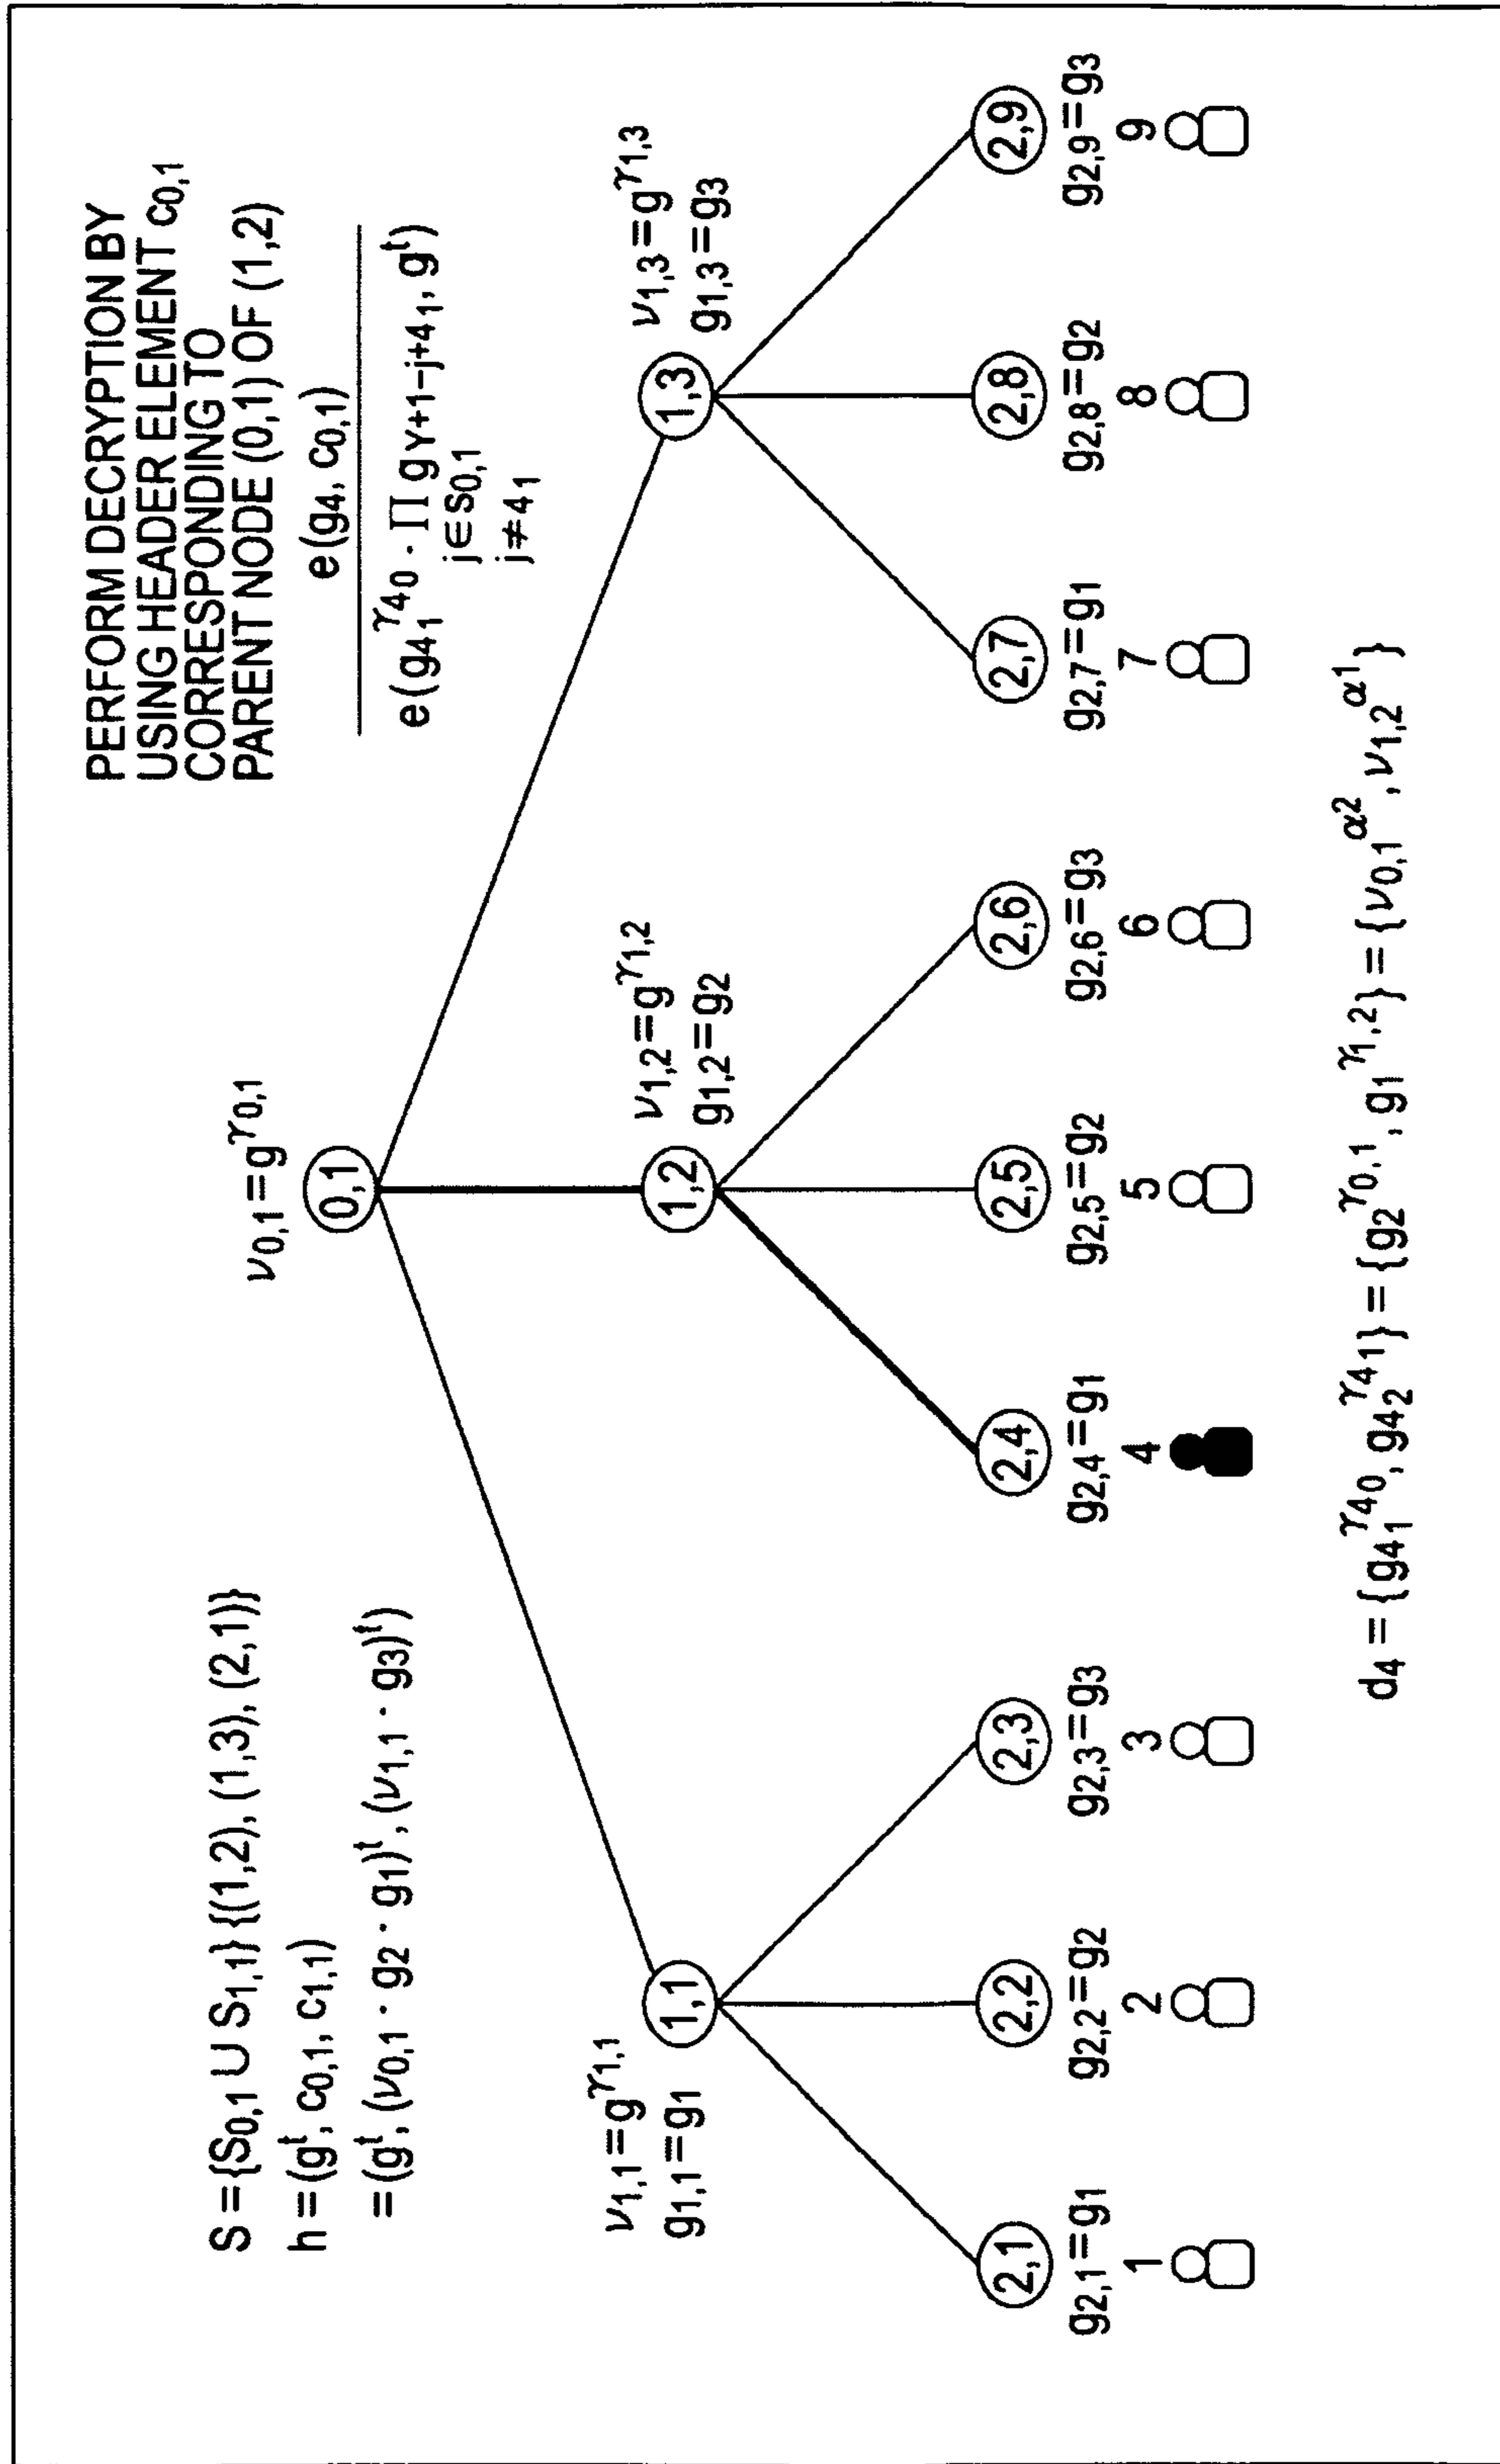 S={S0,1 U S1,1} {(1,2), (1,3), (2,1)}
h=(g^t, c0,1, c1,1)
=(g^t, (ν0,1 · g2 · g1)^t, (ν1,1 · g3)^t)
PERFORM DECRYPTION BY
USING HEADER ELEMENT c0,1
CORRESPONDING TO
PARENT NODE (0,1) OF (1,2)
e(g4, c0,1)
e(g4₁^γ4₀ · Π gγ+1−j+4₁, g^t)
j∈S0,1
j≠4₁
ν0,1=g^γ0,1
0,1
ν1,1=g^γ1,1
g1,1=g1
1,1
ν1,2=g^γ1,2
g1,2=g2
1,2
ν1,3=g^γ1,3
g1,3=g3
1,3
2,1 2,2 2,3 2,4 2,5 2,6 2,7 2,8 2,9
g2,1=g1 g2,2=g2 g2,3=g3 g2,4=g1 g2,5=g2 g2,6=g3 g2,7=g1 g2,8=g2 g2,9=g3
1 2 3 4 5 6 7 8 9
d4={g4₁^γ4₀, g4₂^γ4₁}={g2^γ0,1, g1^γ1,2}={ν0,1^α2, ν1,2^α1}